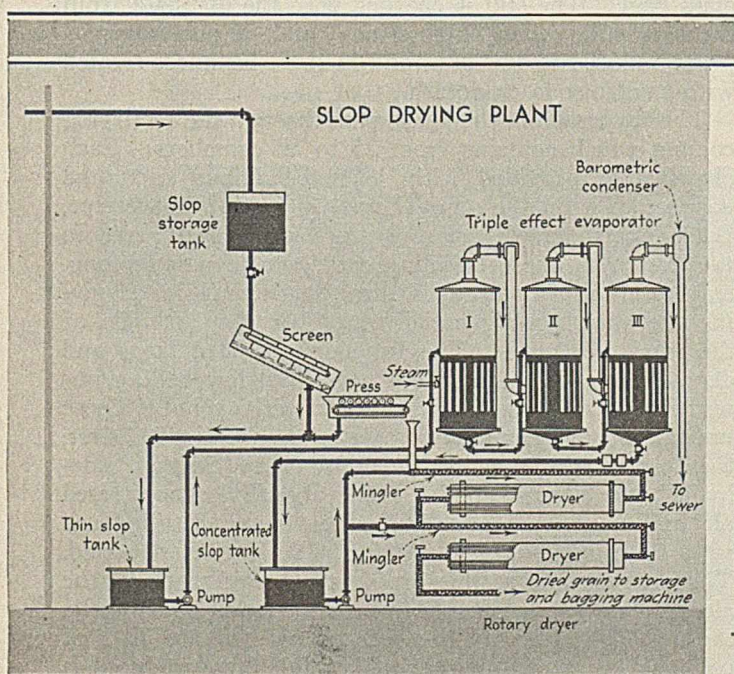 SLOP DRYING PLANT
Barometric
condenser
Slop
storage
tank
Triple effect evaporator
I
II
III
Screen
Steam
Press
Mingler
Dryer
To
sewer
Thin slop
tank
Concentrated
slop tank
Mingler
Dryer
Pump
Pump
Dried grain to storage
and bagging machine
Rotary dryer